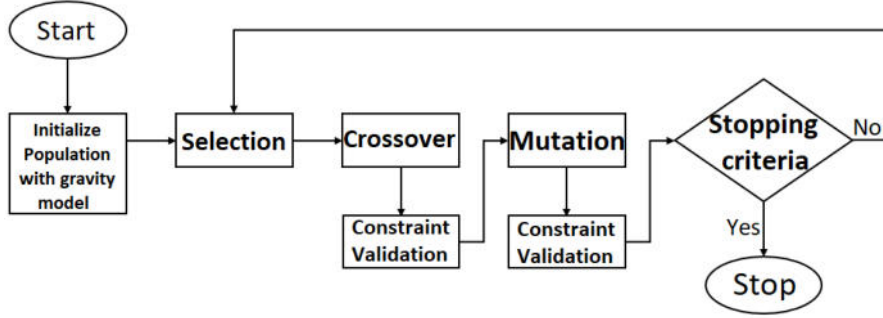 Start
Initialize
Population
with gravity
model
Selection
Crossover
Constraint
Validation
Mutation
Constraint
Validation
Stopping
criteria
No
Yes
Stop